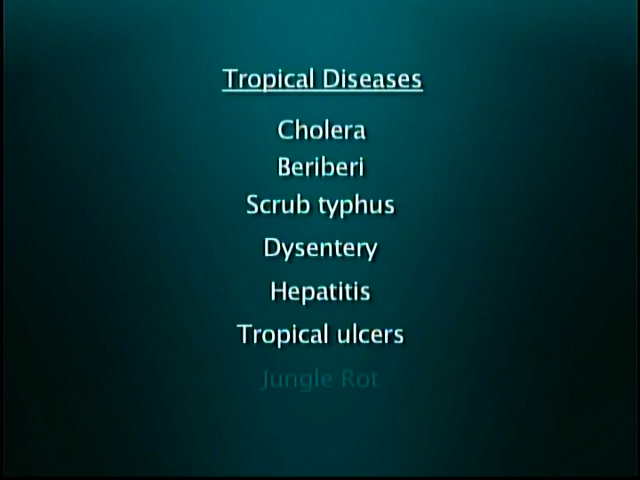 Tropical Diseases
Cholera
Beriberi
Scrub typhus
Dysentery
Hepatitis
Tropical ulcers
Jungle Rot